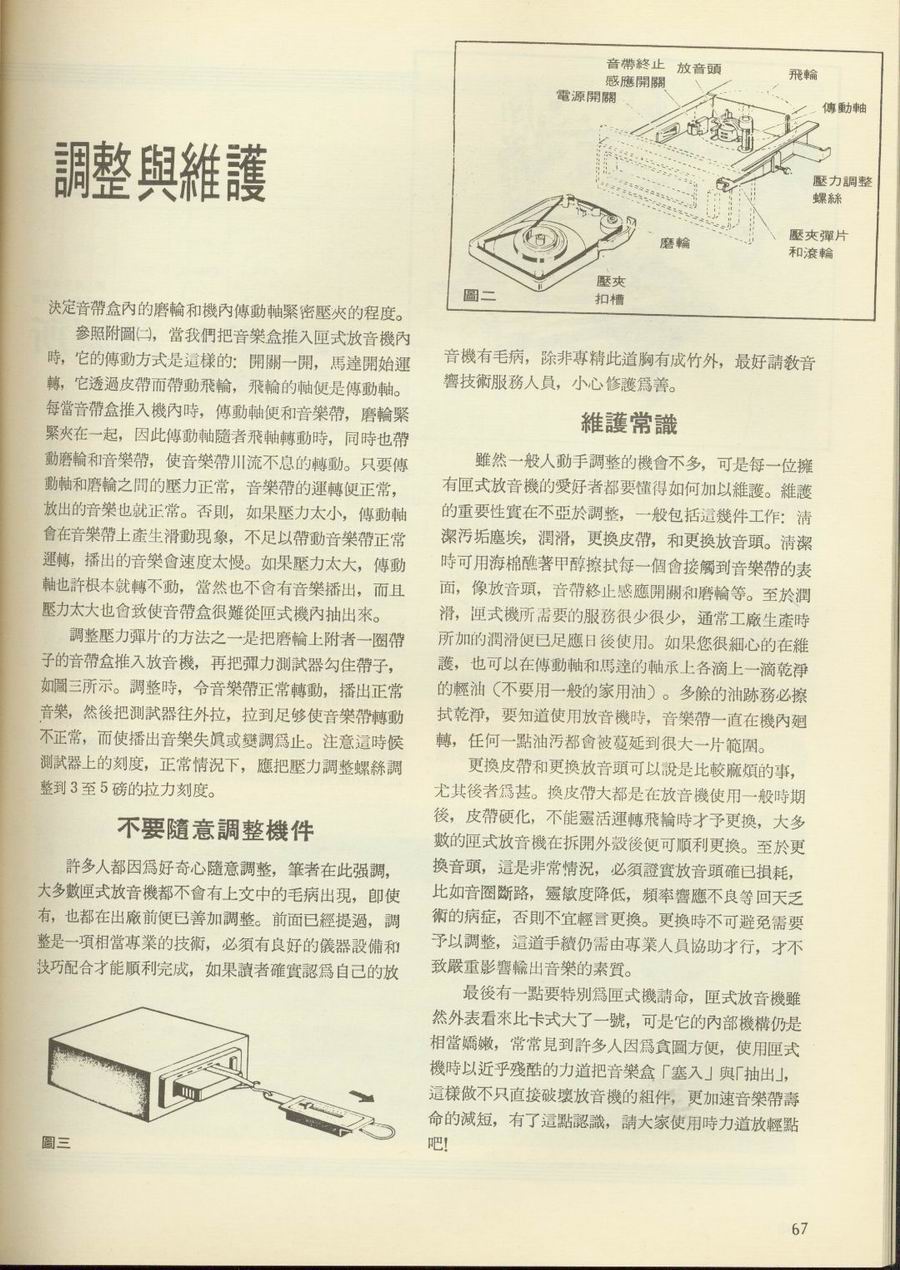 調整與維護
決定音帶盒內的磨輪和機內傳動軸緊密壓夾的程度。
參照附圖㈡，當我們把音樂盒推入匣式放音機內
時，它的傳動方式是這樣的：開關一開，馬達開始運
轉，它透過皮帶而帶動飛輪，飛輪的軸便是傳動軸。
每當音帶盒推入機內時，傳動軸便和音樂帶，磨輪緊
緊夾在一起，因此傳動軸隨者飛軸轉動時，同時也帶
動磨輪和音樂帶，使音樂帶川流不息的轉動。只要傳
動軸和磨輪之間的壓力正常，音樂帶的運轉便正常，
放出的音樂也就正常。否則，如果壓力太小，傳動軸
會在音樂帶上產生滑動現象，不足以帶動音樂帶正常
運轉，播出的音樂會速度太慢。如果壓力太大，傳動
軸也許根本就轉不動，當然也不會有音樂播出，而且
壓力太大也會致使音帶盒很難從匣式機內抽出來。
調整壓力彈片的方法之一是把磨輪上附者一圈帶
子的音帶盒推入放音機，再把彈力測試器勾住帶子，
如圖三所示。調整時，令音樂帶正常轉動，播出正常
音樂，然後把測試器往外拉，拉到足够使音樂帶轉動
不正常，而使播出音樂失眞或變調爲止。注意這時候
測試器上的刻度，正常情況下，應把壓力調整螺絲調
整到3至5磅的拉力刻度。
不要隨意調整機件
許多人都因爲好奇心隨意調整，筆者在此强調，
大多數匣式放音機都不會有上文中的毛病出現，卽使
有，也都在出廠前便已善加調整。前面已經提過，調
整是一項相當專業的技術，必須有良好的儀器設備和
技巧配合才能順利完成，如果讀者確實認爲自己的放
圖三
音帶終止
感應開關
放音頭
電源開關
飛輪
傳動軸
壓力調整
螺絲
壓夾彈片
和滾輪
磨輪
壓夾
扣槽
圖二
音機有毛病，除非專精此道胸有成竹外，最好請教音
響技術服務人員，小心修護爲善。
維護常識
雖然一般人動手調整的機會不多，可是每一位擁
有匣式放音機的愛好者都要懂得如何加以維護。維護
的重要性實在不亞於調整，一般包括這幾件工作：清
潔汚垢塵埃，潤滑，更換皮帶，和更換放音頭。清潔
時可用海棉醮著甲醇擦拭每一個會接觸到音樂帶的表
面，像放音頭，音帶終止感應開關和磨輪等。至於潤
滑，匣式機所需要的服務很少很少，通常工廠生產時
所加的潤滑便已足應日後使用。如果您很細心的在維
護，也可以在傳動軸和馬達的軸承上各滴上一滴乾淨
的輕油（不要用一般的家用油）。多餘的油跡務必擦
拭乾淨，要知道使用放音機時，音樂帶一直在機內廻
轉，任何一點油汚都會被蔓延到很大一片範圍。
更換皮帶和更換放音頭可以說是比較麻煩的事，
尤其後者爲甚。換皮帶大都是在放音機使用一般時期
後，皮帶硬化，不能靈活運轉飛輪時才予更換，大多
數的匣式放音機在拆開外殼後便可順利更換。至於更
換音頭，這是非常情況，必須證實放音頭確已損耗，
比如音圈斷路，靈敏度降低，頻率響應不良等回天乏
術的病症，否則不宜輕言更換。更換時不可避免需要
予以調整，這道手續仍需由專業人員協助才行，才不
致嚴重影響輸出音樂的素質。
最後有一點要特別爲匣式機請命，匣式放音機雖
然外表看來比卡式大了一號，可是它的內部機構仍是
相當嬌嫩，常常見到許多人因爲貪圖方便，使用匣式
機時以近乎殘酷的力道把音樂盒「塞入」與「抽出」，
這樣做不只直接破壞放音機的組件，更加速音樂帶壽
命的減短，有了這點認識，請大家使用時力道放輕點
吧！
67